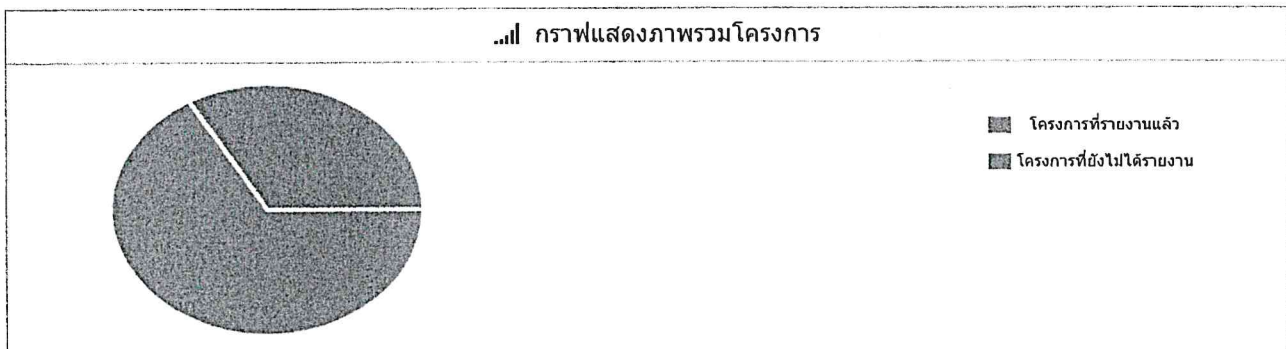 กราฟแสดงภาพรวมโครงการ
โครงการที่รายงานแล้ว
โครงการที่ยังไม่ได้รายงาน